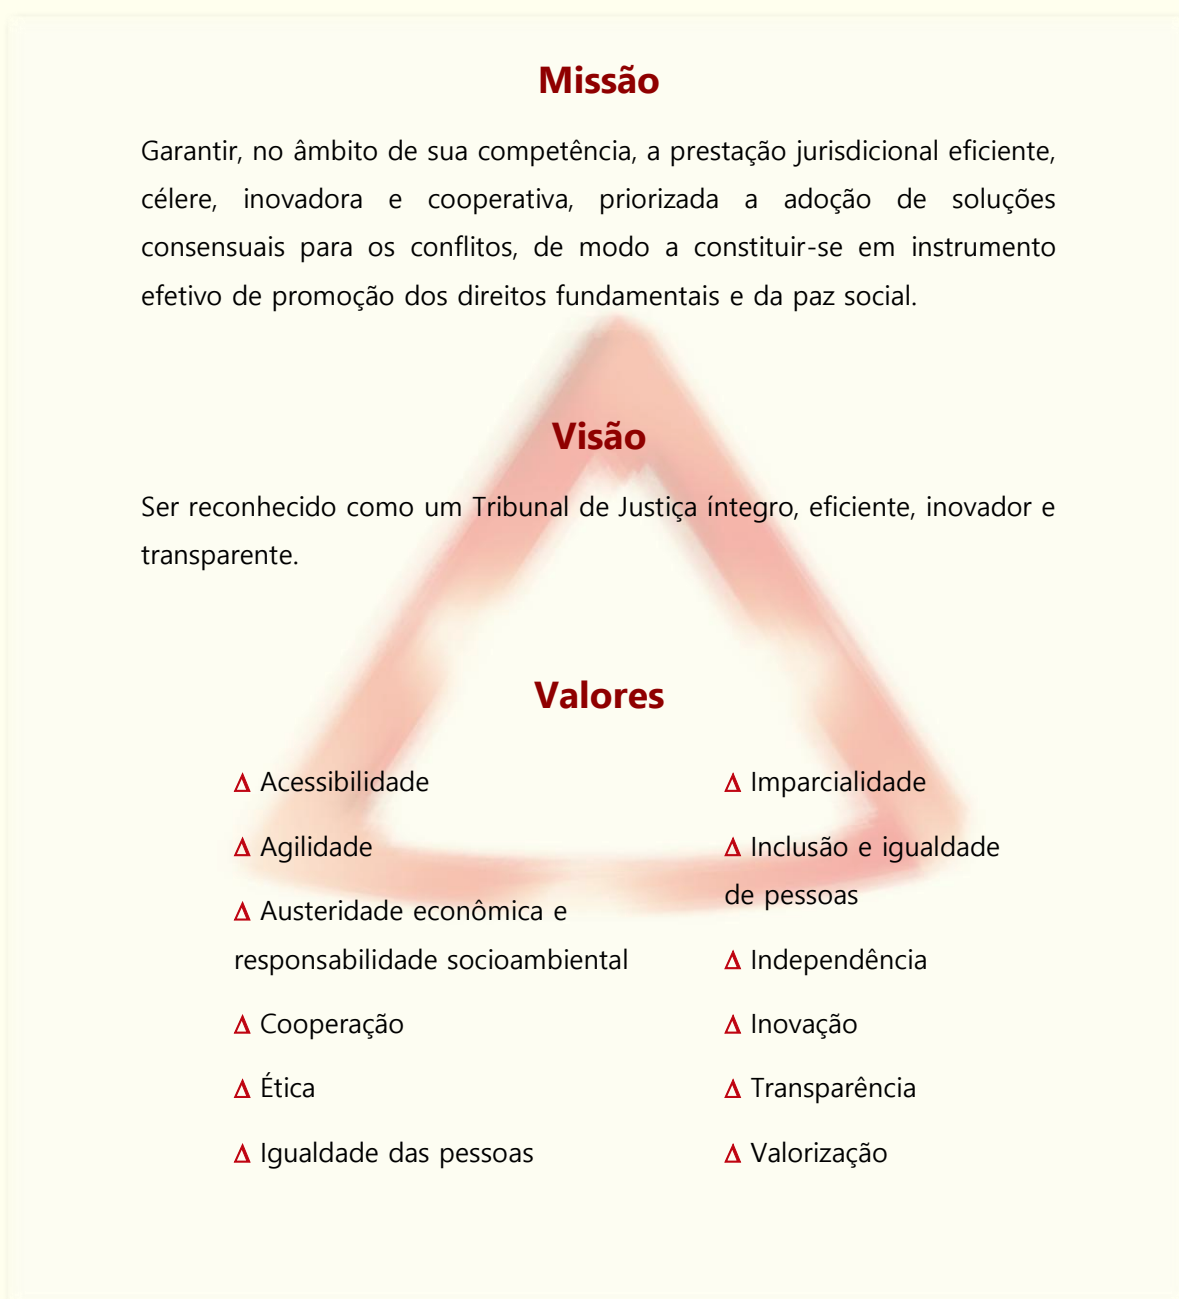 Missão
Garantir, no âmbito de sua competência, a prestação jurisdicional eficiente,
célere, inovadora e cooperativa, priorizada a adoção de soluções
consensuais para os conflitos, de modo a constituir-se em instrumento
efetivo de promoção dos direitos fundamentais e da paz social.
Visão
Ser reconhecido como um Tribunal de Justiça íntegro, eficiente, inovador e
transparente.
Valores
Δ Acessibilidade
Δ Agilidade
Δ Austeridade econômica e
responsabilidade socioambiental
Δ Cooperação
Δ Ética
Δ Igualdade das pessoas
Δ Imparcialidade
Δ Inclusão e igualdade
de pessoas
Δ Independência
Δ Inovação
Δ Transparência
Δ Valorização